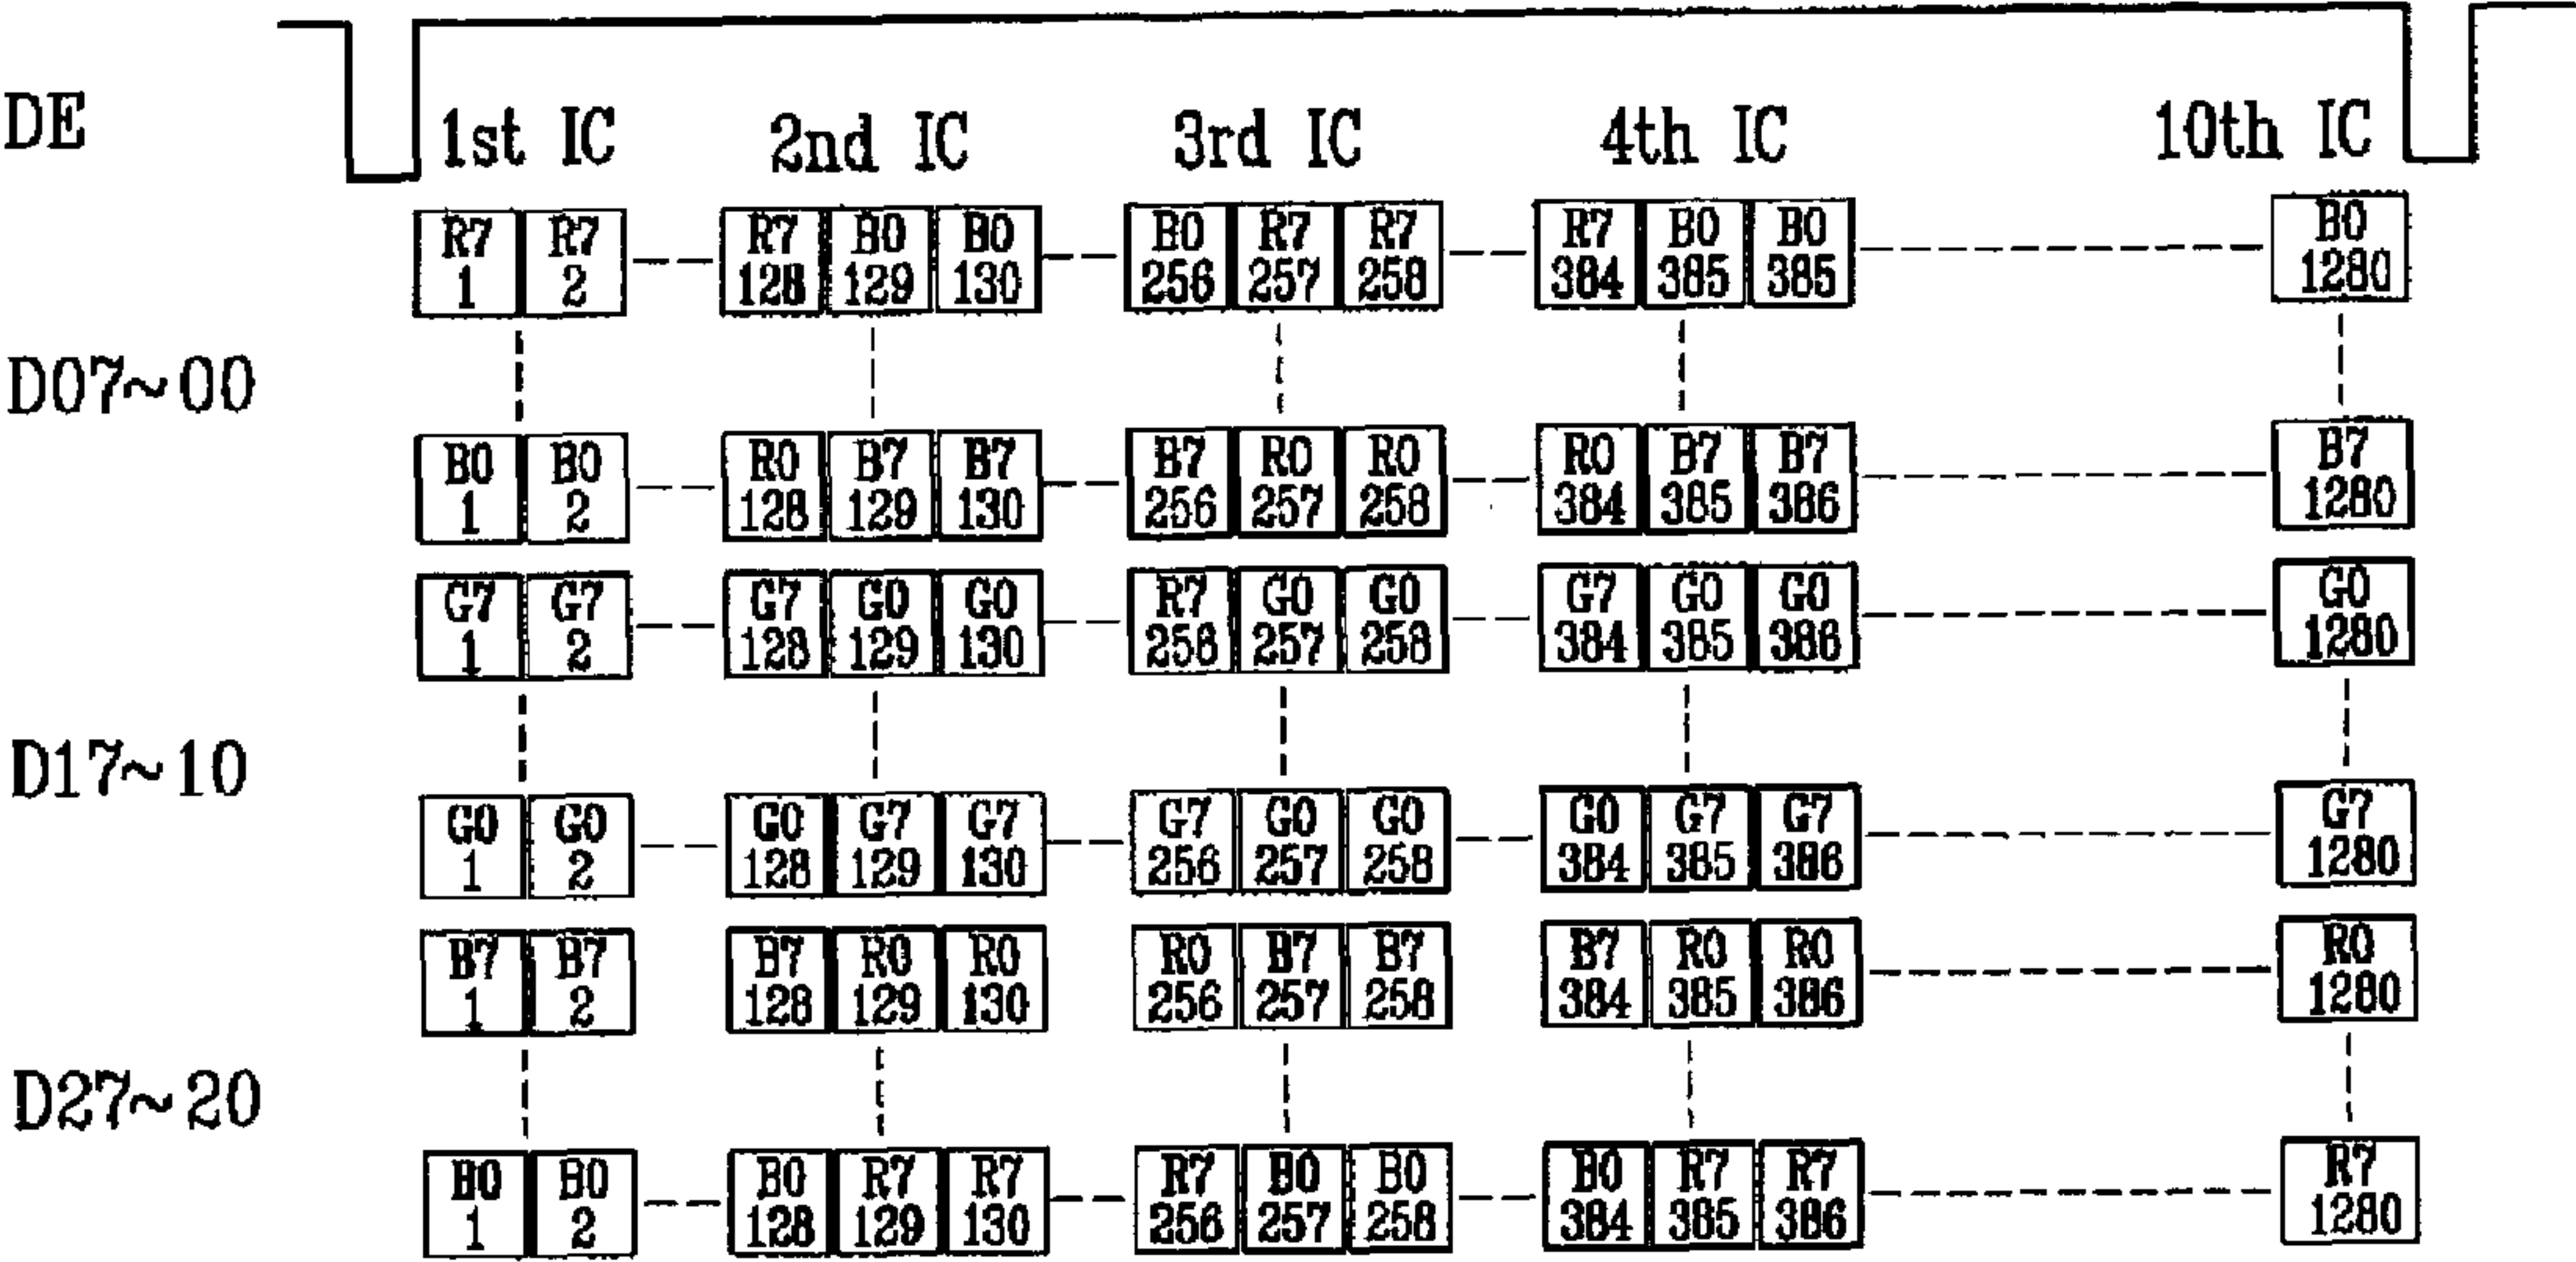 DE
1st IC 2nd IC 3rd IC 4th IC 10th IC
R7 R7 R7 B0 B0 B0 R7 R7 R7 B0 B0 B0
1 2 128 129 130 256 257 258 384 385 385 1280
D07~00
B0 B0 R0 B7 B7 B7 R0 R0 R0 B7 B7 B7
1 2 128 129 130 256 257 258 384 385 386 1280
G7 G7 G7 G0 G0 R7 G0 G0 G7 G0 G0 G0
1 2 128 129 130 256 257 258 384 385 386 1280
D17~10
G0 G0 G0 G7 G7 G7 G0 G0 G0 G7 G7 G7
1 2 128 129 130 256 257 258 384 385 386 1280
B7 B7 B7 R0 R0 R0 B7 B7 B7 R0 R0 R0
1 2 128 129 130 256 257 258 384 385 386 1280
D27~20
B0 B0 B0 R7 R7 R7 B0 B0 B0 R7 R7 R7
1 2 128 129 130 256 257 258 384 385 386 1280